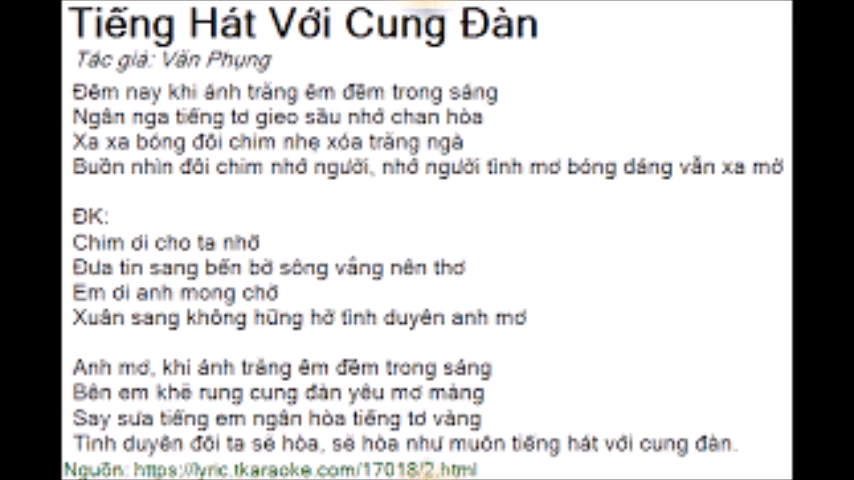 Tiếng Hát Với Cung Đàn
Tác giả: Văn Phụng
Đêm nay khi ánh trăng êm đềm trong sáng
Ngân nga tiếng tơ gieo sầu nhớ chan hòa
Xa xa bóng đôi chim nhẹ xóa trăng ngà
Buồn nhìn đôi chim nhớ người, nhớ người tình mơ bóng dáng vẫn xa mờ
ĐK:
Chim ơi cho ta nhờ
Đưa tin sang bến bờ sông vắng nên thơ
Em ơi anh mong chờ
Xuân sang không hững hờ tình duyên anh mơ
Anh mơ, khi ánh trăng êm đềm trong sáng
Bên em khẽ rung cung đàn yêu mơ màng
Say sưa tiếng em ngân hòa tiếng tơ vàng
Tình duyên đôi ta sẽ hòa, sẽ hòa như muôn tiếng hát với cung đàn.
Nguồn: https://lyric.tkaraoke.com/17018/2.html